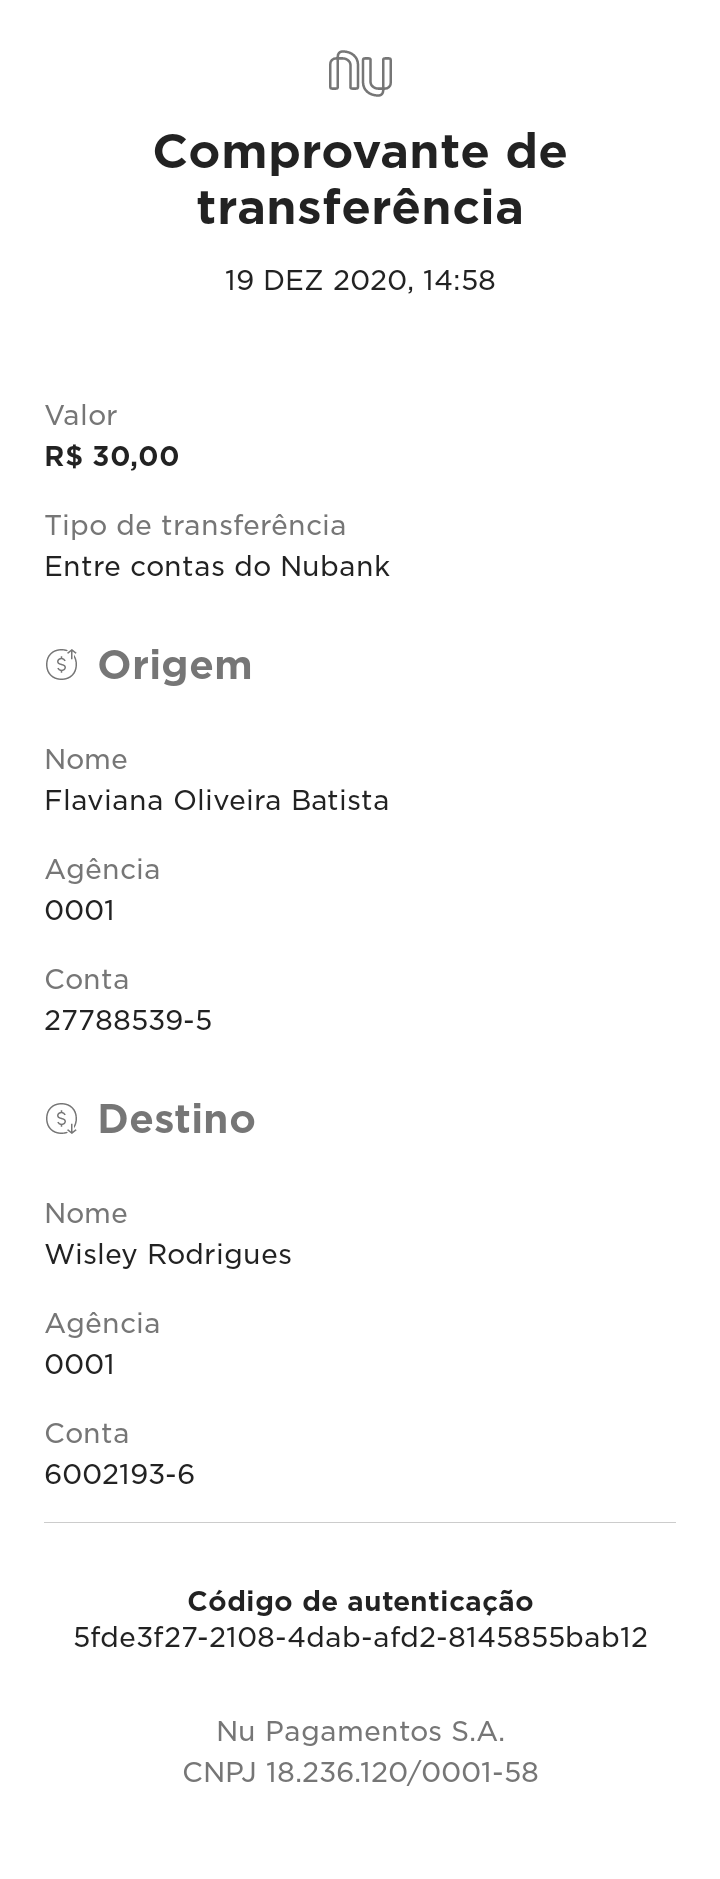 nu
Comprovante de
transferência
19 DEZ 2020, 14:58
Valor
R$ 30,00
Tipo de transferência
Entre contas do Nubank
Origem
Nome
Flaviana Oliveira Batista
Agência
0001
Conta
27788539-5
Destino
Nome
Wisley Rodrigues
Agência
0001
Conta
6002193-6
Código de autenticação
5fde3f27-2108-4dab-afd2-8145855bab12
Nu Pagamentos S.A.
CNPJ 18.236.120/0001-58